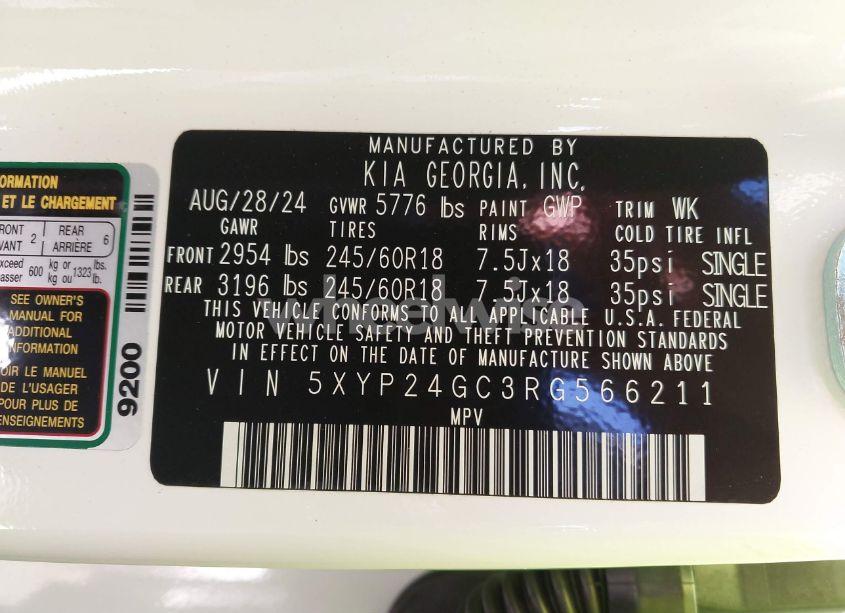 MANUFACTURED BY
KIA GEORGIA, INC.
AUG/28/24 GVWR 5776 lbs PAINT GWP TRIM WK
GAWR TIRES RIMS COLD TIRE INFL
FRONT 2954 lbs 245/60R18 7.5Jx18 35psi SINGLE
REAR 3196 lbs 245/60R18 7.5Jx18 35psi SINGLE
THIS VEHICLE CONFORMS TO ALL APPLICABLE U.S.A. FEDERAL
MOTOR VEHICLE SAFETY AND THEFT PREVENTION STANDARDS
IN EFFECT ON THE DATE OF MANUFACTURE SHOWN ABOVE
VIN 5XYP24GC3RG566211
MPV
wheelwise
ORMATION
ET LE CHARGEMENT
FRONT 2 REAR 6
VANT ARRIÈRE
xceed 600 kg or 1323 lbs.
asser kg ou lb.
SEE OWNER'S
MANUAL FOR
ADDITIONAL
INFORMATION
OIR LE MANUEL
DE L'USAGER
POUR PLUS DE
ENSEIGNEMENTS
9200